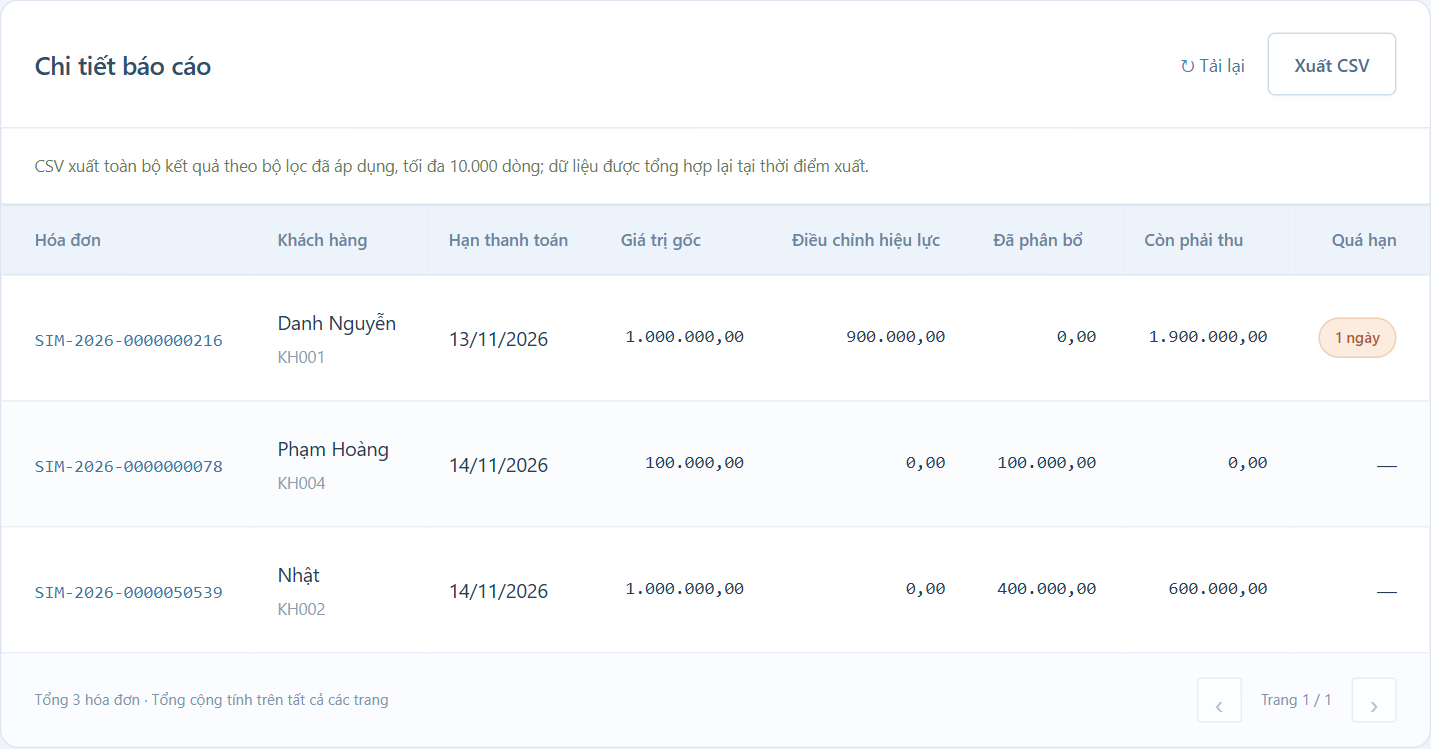 Chi tiết báo cáo
↻ Tải lại
Xuất CSV
CSV xuất toàn bộ kết quả theo bộ lọc đã áp dụng, tối đa 10.000 dòng; dữ liệu được tổng hợp lại tại thời điểm xuất.
Hóa đơn Khách hàng Hạn thanh toán Giá trị gốc Điều chỉnh hiệu lực Đã phân bổ Còn phải thu Quá hạn
SIM-2026-0000000216 Danh Nguyễn 13/11/2026 1.000.000,00 900.000,00 0,00 1.900.000,00 1 ngày
KH001
SIM-2026-0000000078 Phạm Hoàng 14/11/2026 100.000,00 0,00 100.000,00 0,00 —
KH004
SIM-2026-0000050539 Nhật 14/11/2026 1.000.000,00 0,00 400.000,00 600.000,00 —
KH002
Tổng 3 hóa đơn · Tổng cộng tính trên tất cả các trang
‹ Trang 1 / 1 ›